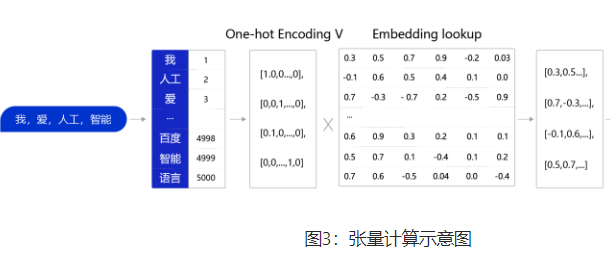 One-hot Encoding V
Embedding lookup
我，爱，人工，智能
我 1
人工 2
爱 3
...
百度 4998
智能 4999
语言 5000
[1.0,0...,0],
[0,0,1,...,0],
[0.1,0,...,0],
[0,0,...,1,0]
×
0.3 0.5 0.7 0.9 -0.2 0.03
-0.1 0.6 0.5 0.4 0.1 0.0
0.7 -0.3 - 0.7 0.2 -0.5 0.9
...
0.6 0.9 0.3 0.2 0.1 0.1
0.5 0.7 0.1 -0.4 0.1 0.2
0.7 0.6 -0.5 0.04 0.0 -0.4
[0.3,0.5...],
[0.7,-0.3,...],
[-0.1,0.6,...],
[0.5,0.7,...]
图3：张量计算示意图